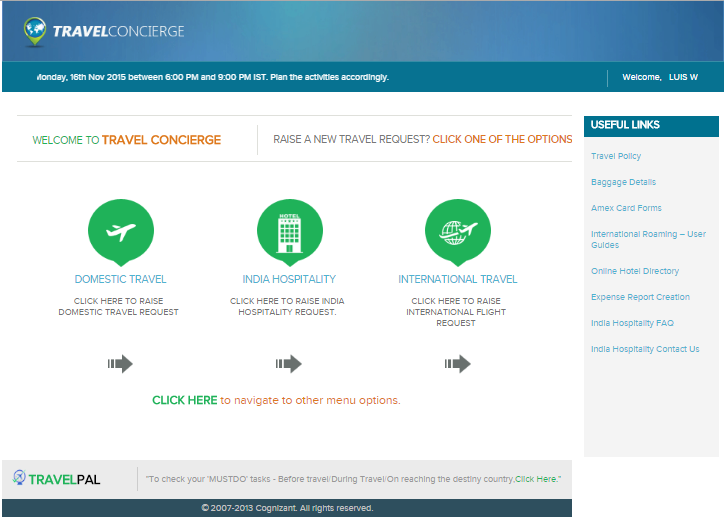 TRAVELCONCIERGE
Monday, 16th Nov 2015 between 6:00 PM and 9:00 PM IST. Plan the activities accordingly.
Welcome, LUIS W
WELCOME TO TRAVEL CONCIERGE
RAISE A NEW TRAVEL REQUEST? CLICK ONE OF THE OPTIONS
USEFUL LINKS
Travel Policy
Baggage Details
Amex Card Forms
International Roaming – User
Guides
Online Hotel Directory
Expense Report Creation
India Hospitality FAQ
India Hospitality Contact Us
DOMESTIC TRAVEL
CLICK HERE TO RAISE
DOMESTIC TRAVEL REQUEST
HOTEL
INDIA HOSPITALITY
CLICK HERE TO RAISE INDIA
HOSPITALITY REQUEST.
INTERNATIONAL TRAVEL
CLICK HERE TO RAISE
INTERNATIONAL FLIGHT
REQUEST
CLICK HERE to navigate to other menu options.
TRAVELPAL
"To check your 'MUSTDO' tasks - Before travel/During Travel/On reaching the destiny country,Click Here."
© 2007-2013 Cognizant. All rights reserved.